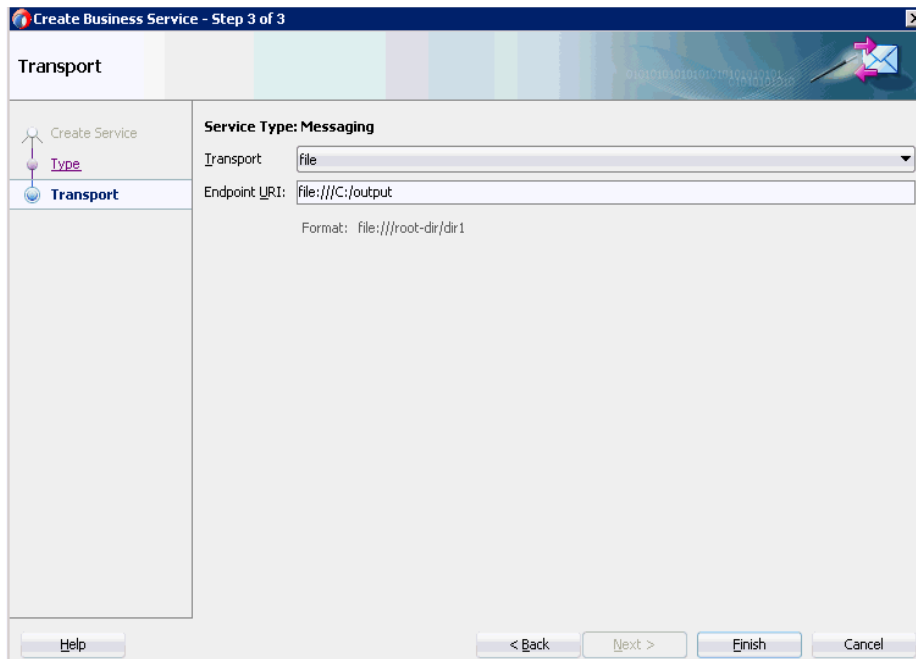 Create Business Service - Step 3 of 3
Transport
Create Service
Type
Transport
Service Type: Messaging
Transport
file
Endpoint URI:
file:///C:/output
Format: file:///root-dir/dir1
Help
< Back
Next >
Finish
Cancel